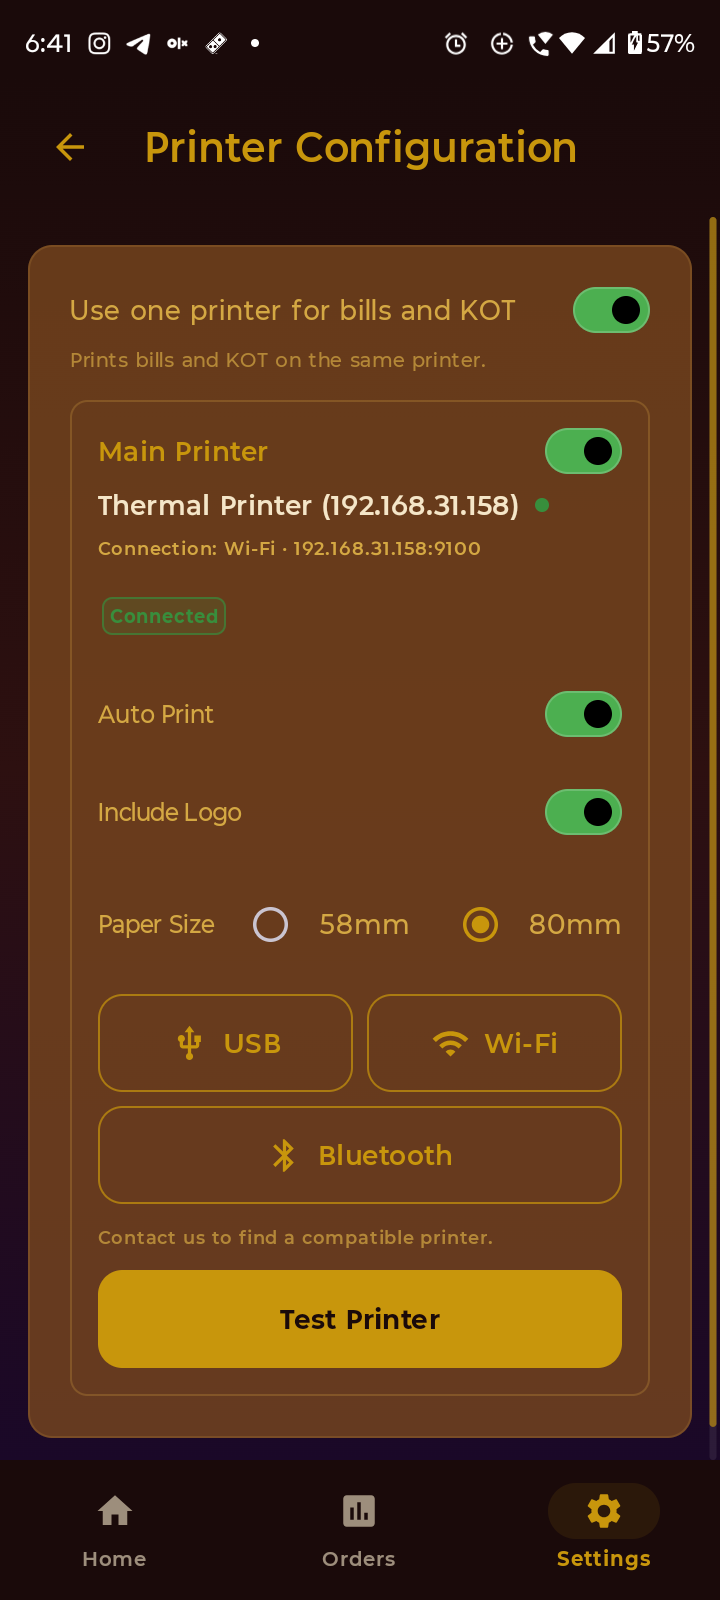 6:41
57%
Printer Configuration
Use one printer for bills and KOT
Prints bills and KOT on the same printer.
Main Printer
Thermal Printer (192.168.31.158)
Connection: Wi-Fi · 192.168.31.158:9100
Connected
Auto Print
Include Logo
Paper Size 58mm 80mm
USB Wi-Fi
Bluetooth
Contact us to find a compatible printer.
Test Printer
Home Orders Settings